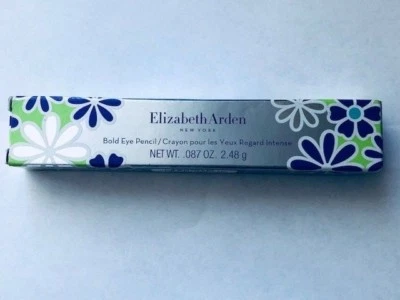 Elizabeth Arden
NEW YORK
Bold Eye Pencil/Crayon pour les Yeux Regard Intense
NET WT. .087 OZ. 2.48 g